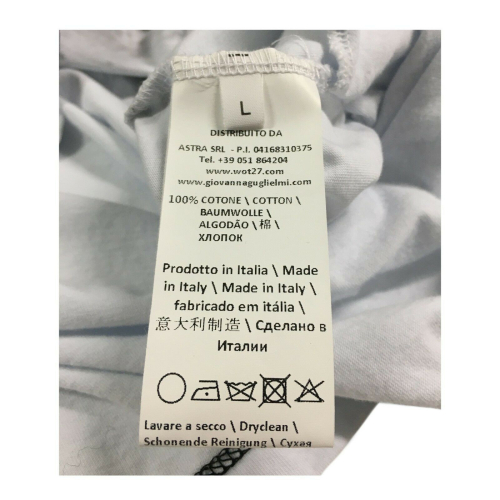 L
DISTRIBUITO DA
ASTRA SRL - P.I. 04168310375
Tel. +39 051 864204
www.wot27.com
www.giovannaguglielmi.com
100% COTONE \ COTTON \
BAUMWOLLE \
ALGODÃO \ 棉 \
ХЛОПОК
Prodotto in Italia \ Made
in Italy \ Made in Italy \
fabricado em itália \
意大利制造 \ Сделано в
Италии
Lavare a secco \ Dryclean \
Schonende Reinigung \ Сухая